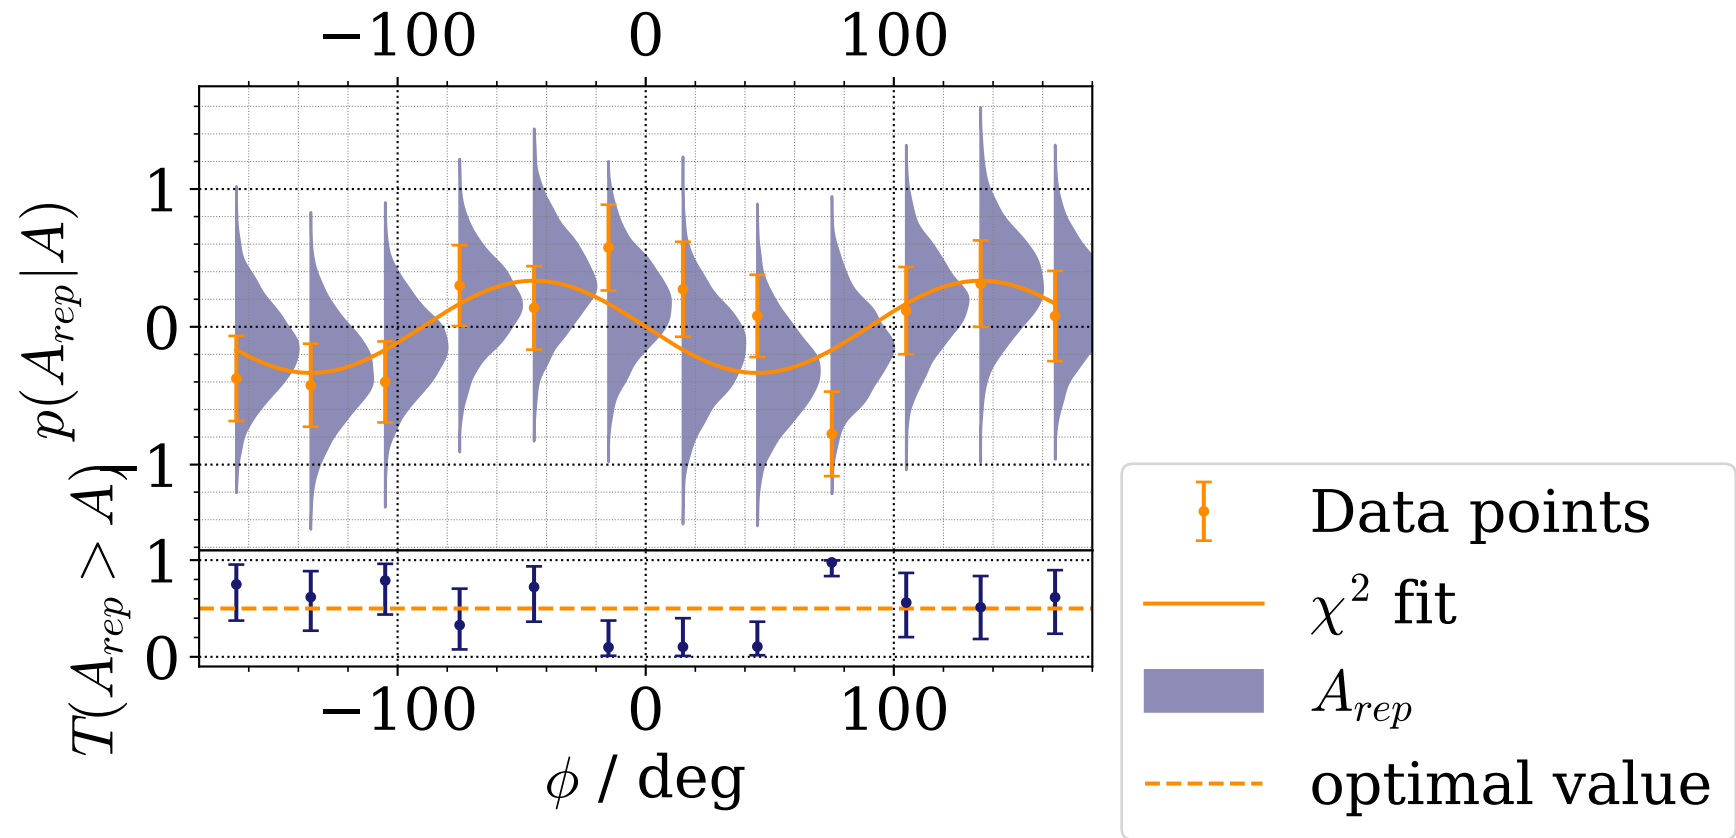 −100 0 100
p(A_rep|A)
1
0
−1
T(A_rep > A)
1
0
−100 0 100
ϕ / deg
Data points
χ² fit
A_rep
optimal value